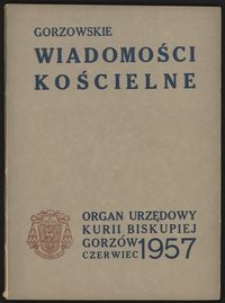 GORZOWSKIE
WIADOMOŚCI
KOŚCIELNE
ORGAN URZĘDOWY
KURII BISKUPIEJ
GORZÓW
CZERWIEC 1957